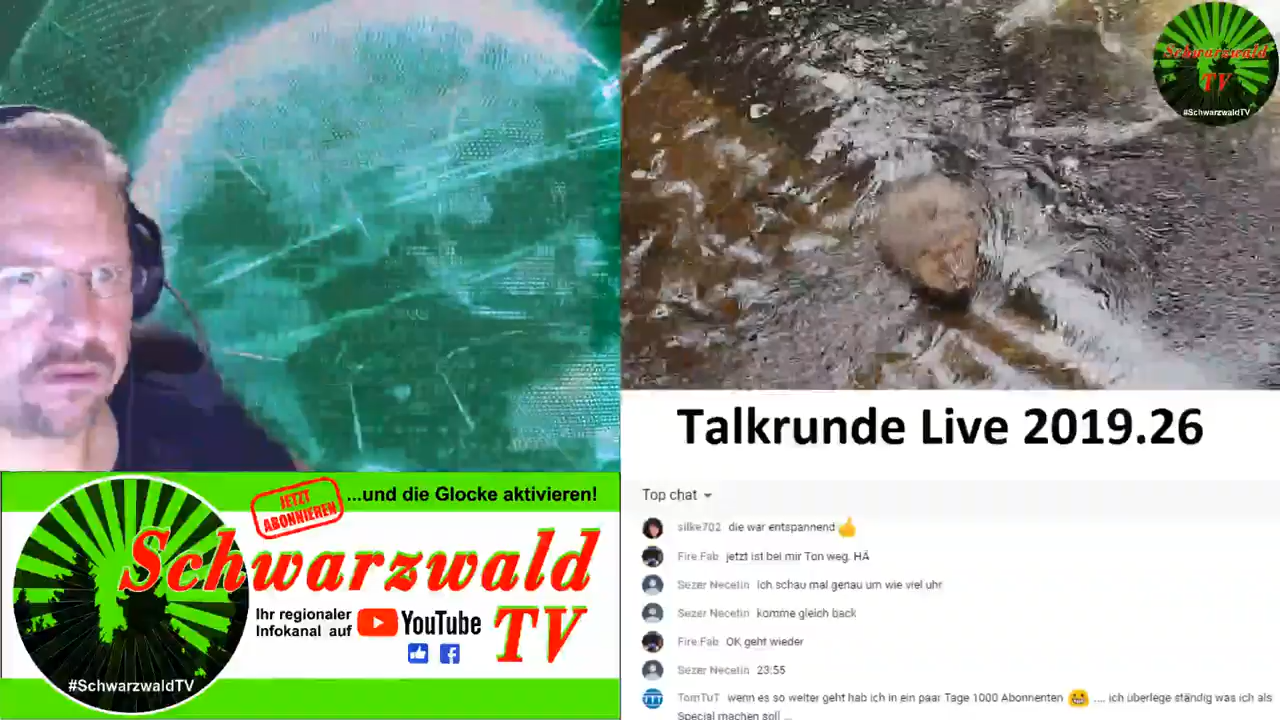 Schwarzwald
TV
#SchwarzwaldTV
Talkrunde Live 2019.26
JETZT
ABONNIEREN
...und die Glocke aktivieren!
Schwarzwald
TV
Ihr regionaler
Infokanal auf
YouTube
#SchwarzwaldTV
Top chat
silke702 die war entspannend 👍
Fire.Fab jetzt ist bei mir Ton weg. HÄ
Sezer Necetin Ich schau mal genau um wie viel uhr
Sezer Necetin komme gleich back
Fire.Fab OK geht wieder
Sezer Necetin 23:55
TomTuT wenn es so weiter geht hab ich in ein paar Tage 1000 Abonnenten 😁 .... ich überlege ständig was ich als
Special machen soll ...